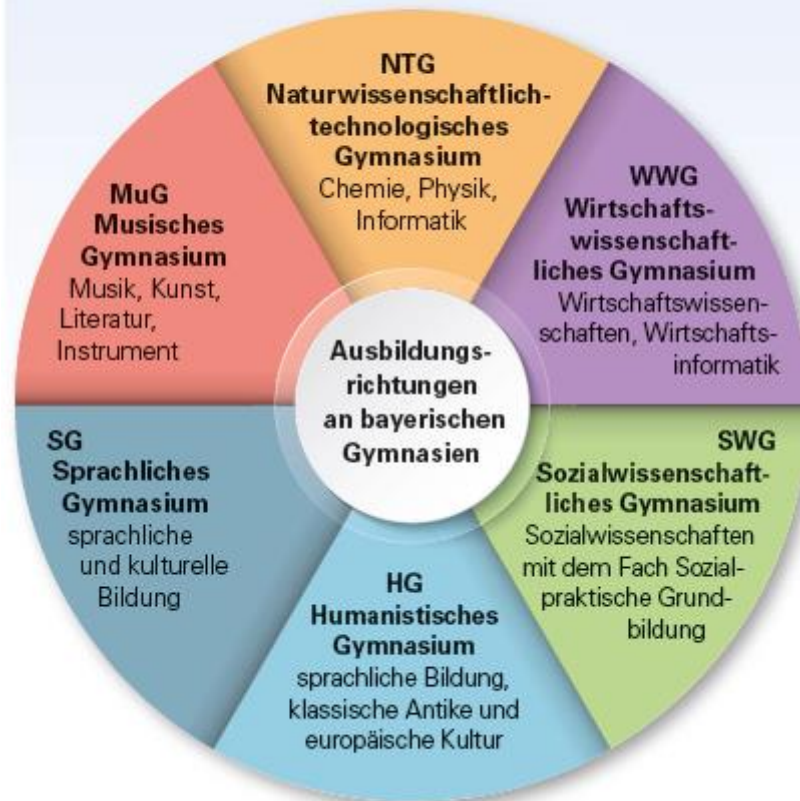 NTG
Naturwissenschaftlich-
technologisches
Gymnasium
Chemie, Physik,
Informatik
WWG
Wirtschafts-
wissenschaft-
liches Gymnasium
Wirtschaftswissen-
schaften, Wirtschafts-
informatik
SWG
Sozialwissenschaft-
liches Gymnasium
Sozialwissenschaften
mit dem Fach Sozial-
praktische Grund-
bildung
HG
Humanistisches
Gymnasium
sprachliche Bildung,
klassische Antike und
europäische Kultur
SG
Sprachliches
Gymnasium
sprachliche
und kulturelle
Bildung
MuG
Musisches
Gymnasium
Musik, Kunst,
Literatur,
Instrument
Ausbildungs-
richtungen
an bayerischen
Gymnasien